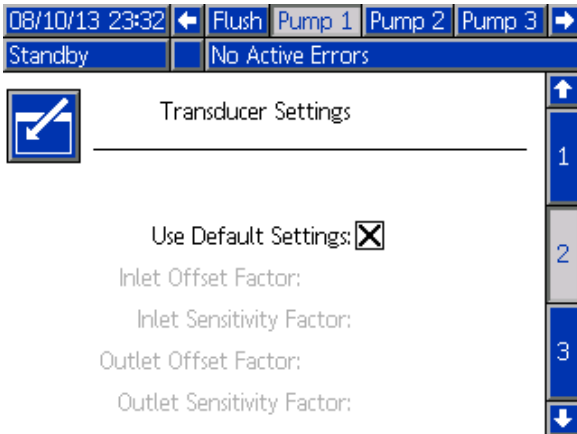 08/10/13 23:32 Flush Pump 1 Pump 2 Pump 3
Standby No Active Errors
Transducer Settings
1
Use Default Settings:
2
Inlet Offset Factor:
Inlet Sensitivity Factor:
3
Outlet Offset Factor:
Outlet Sensitivity Factor: